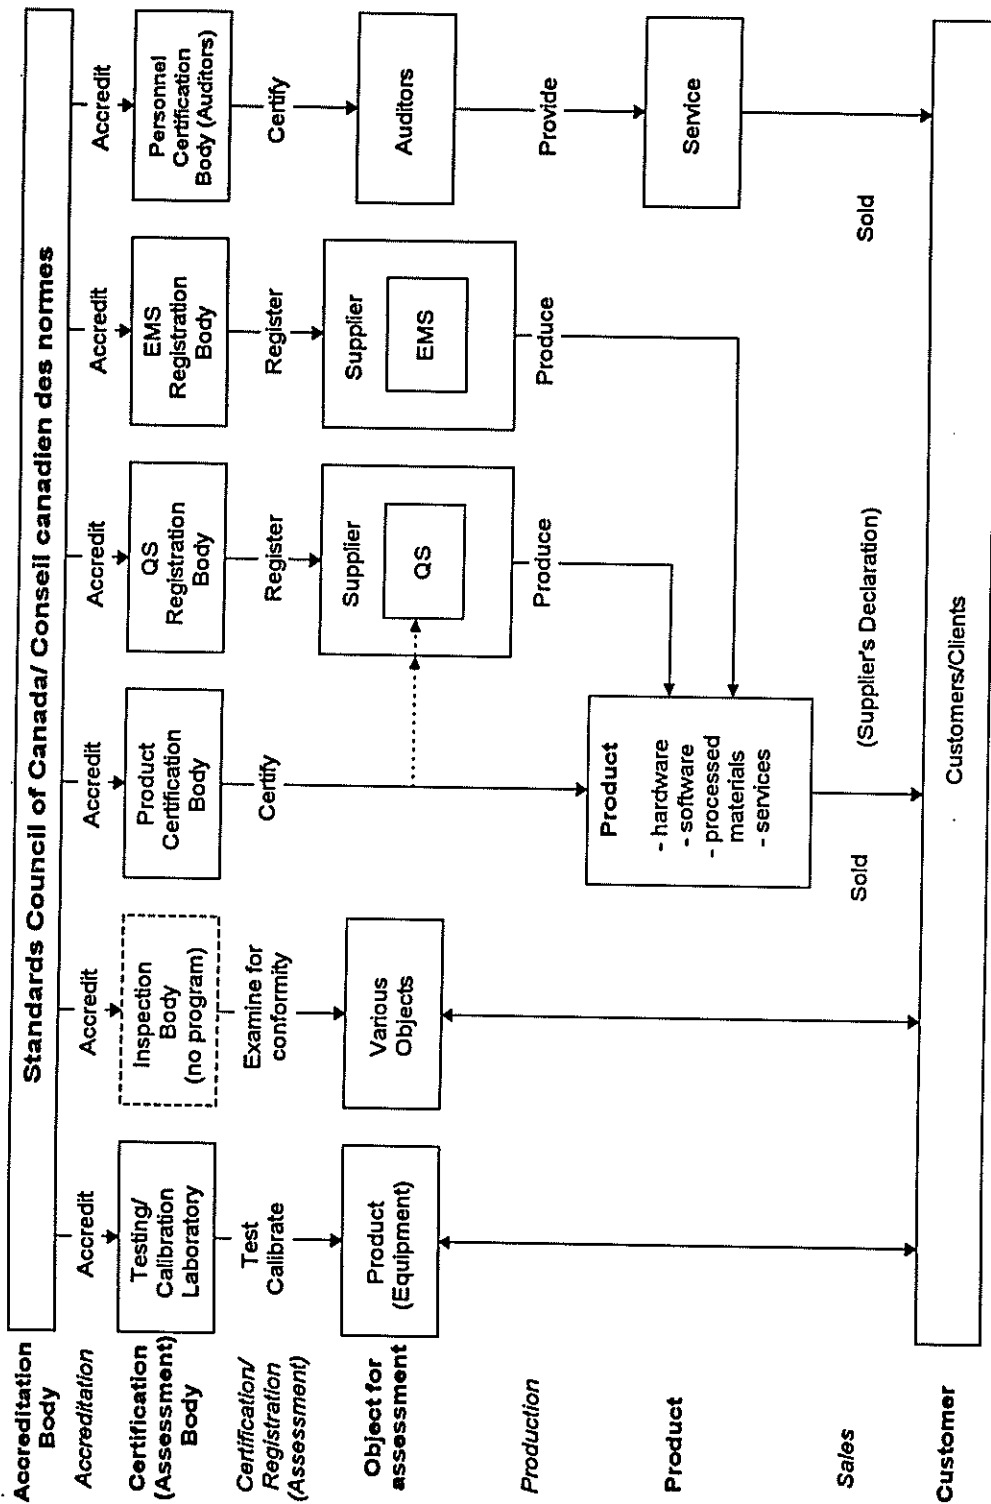 Standards Council of Canada/ Conseil canadien des normes
Accreditation
Body
Accreditation
Accredit
Accredit
Accredit
Accredit
Accredit
Accredit
Certification
(Assessment)
Body
Testing/
Calibration
Laboratory
Inspection
Body
(no program)
Product
Certification
Body
QS
Registration
Body
EMS
Registration
Body
Personnel
Certification
Body (Auditors)
Certification/
Registration
(Assessment)
Test
Calibrate
Examine for
conformity
Certify
Register
Register
Certify
Object for
assessment
Product
(Equipment)
Various
Objects
Supplier
QS
Supplier
EMS
Auditors
Production
Produce
Produce
Provide
Product
Product
- hardware
- software
- processed
materials
- services
Service
Sales
Sold
(Supplier's Declaration)
Sold
Customer
Customers/Clients